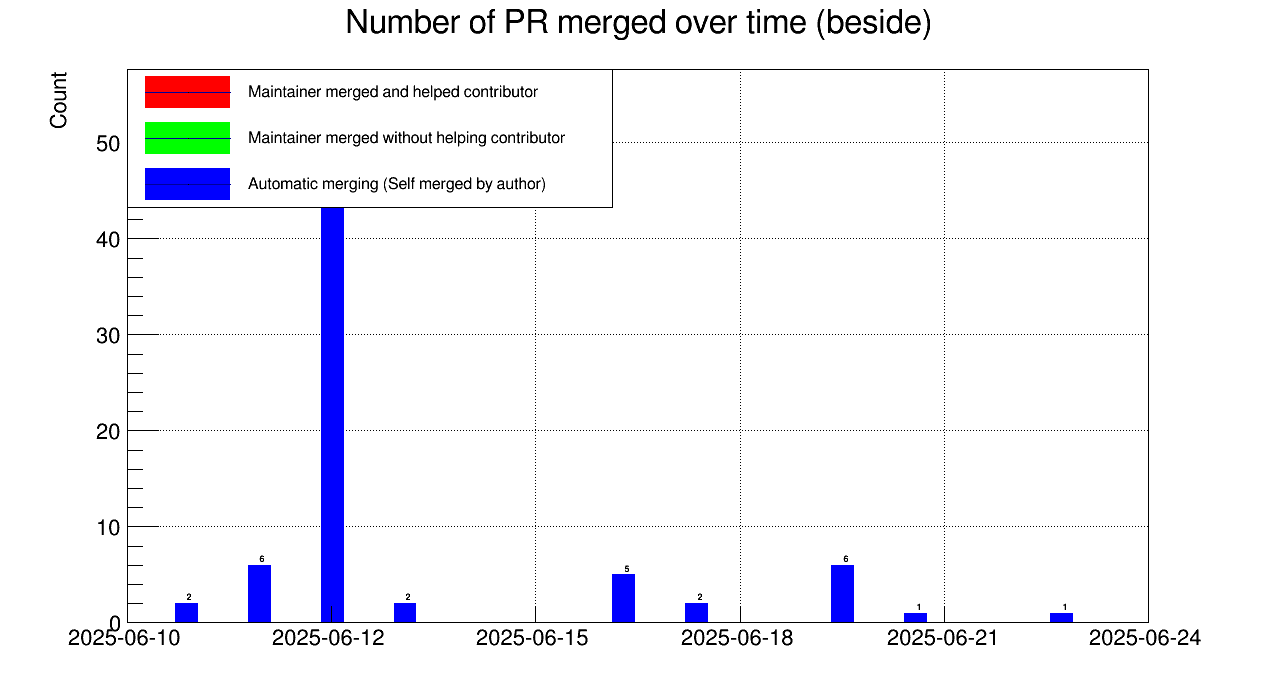 Number of PR merged over time (beside)
Count
Maintainer merged and helped contributor
Maintainer merged without helping contributor
Automatic merging (Self merged by author)
50
40
30
20
10
0
2
6
2
5
2
6
1
1
2025-06-10 2025-06-12 2025-06-15 2025-06-18 2025-06-21 2025-06-24